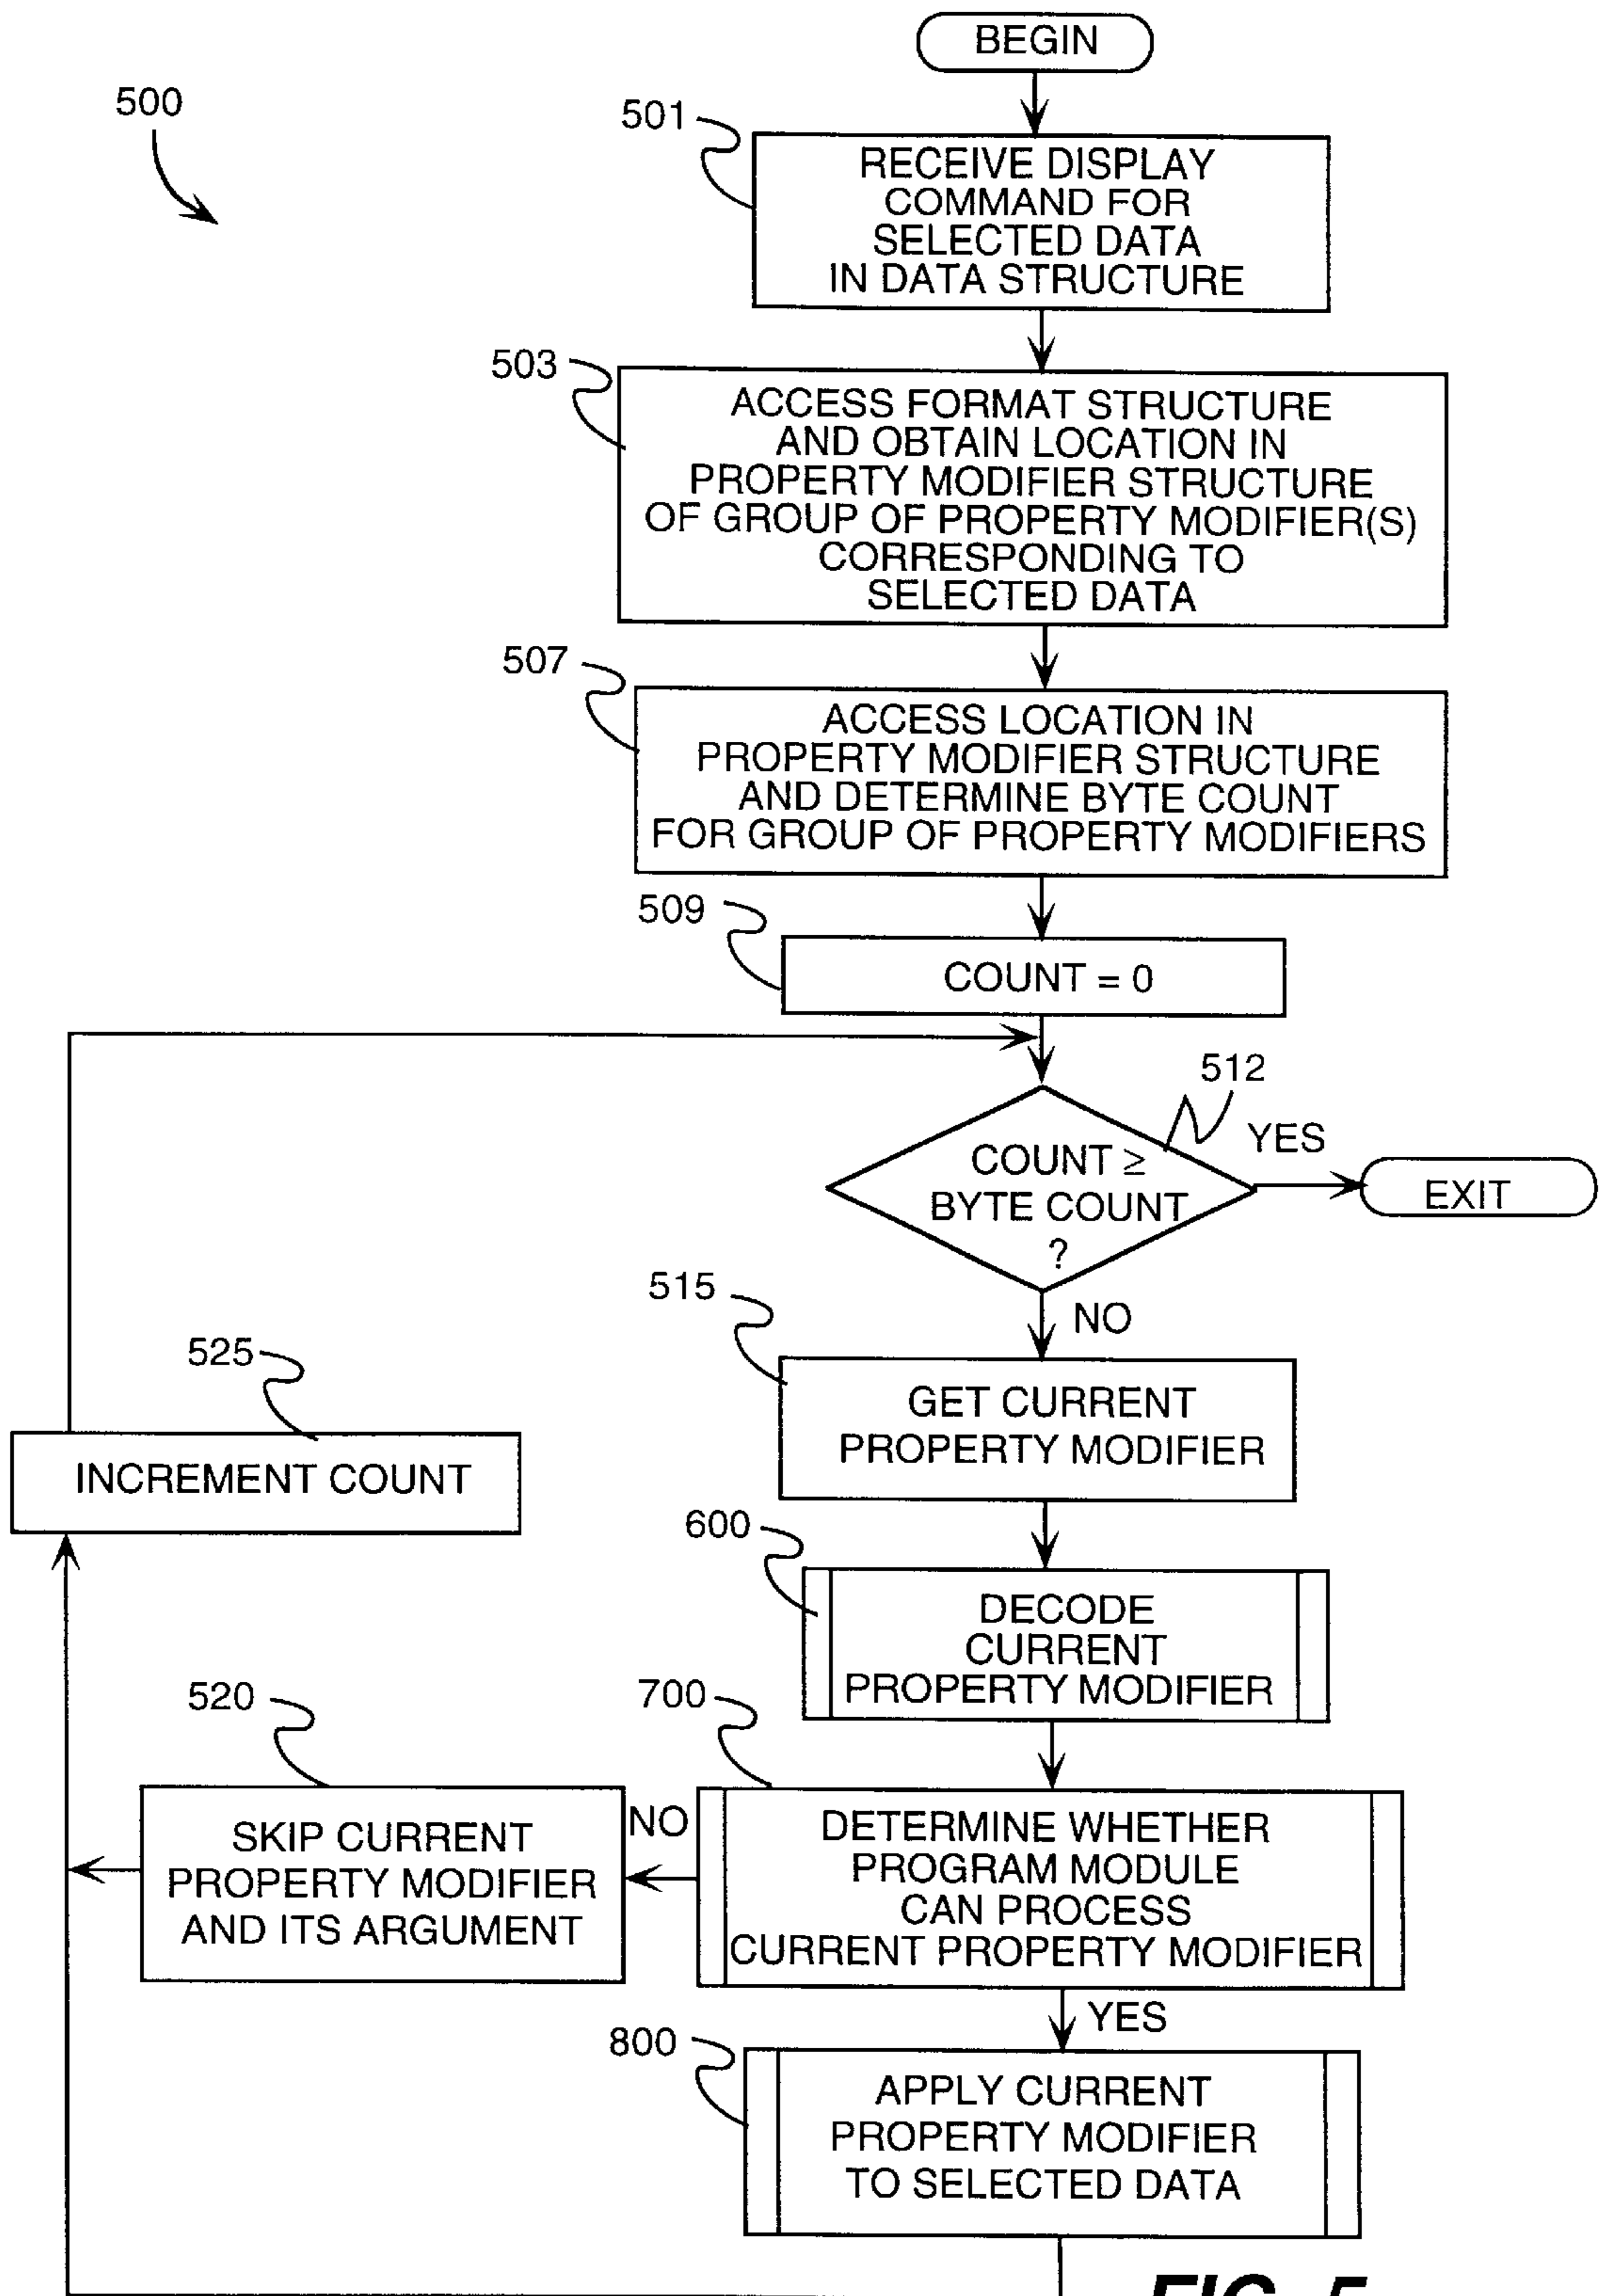 BEGIN
500
501
RECEIVE DISPLAY
COMMAND FOR
SELECTED DATA
IN DATA STRUCTURE
503
ACCESS FORMAT STRUCTURE
AND OBTAIN LOCATION IN
PROPERTY MODIFIER STRUCTURE
OF GROUP OF PROPERTY MODIFIER(S)
CORRESPONDING TO
SELECTED DATA
507
ACCESS LOCATION IN
PROPERTY MODIFIER STRUCTURE
AND DETERMINE BYTE COUNT
FOR GROUP OF PROPERTY MODIFIERS
509
COUNT = 0
512
COUNT ≥
BYTE COUNT
?
YES
EXIT
NO
515
GET CURRENT
PROPERTY MODIFIER
525
INCREMENT COUNT
600
DECODE
CURRENT
PROPERTY MODIFIER
700
DETERMINE WHETHER
PROGRAM MODULE
CAN PROCESS
CURRENT PROPERTY MODIFIER
NO
520
SKIP CURRENT
PROPERTY MODIFIER
AND ITS ARGUMENT
YES
800
APPLY CURRENT
PROPERTY MODIFIER
TO SELECTED DATA
FIG. 5